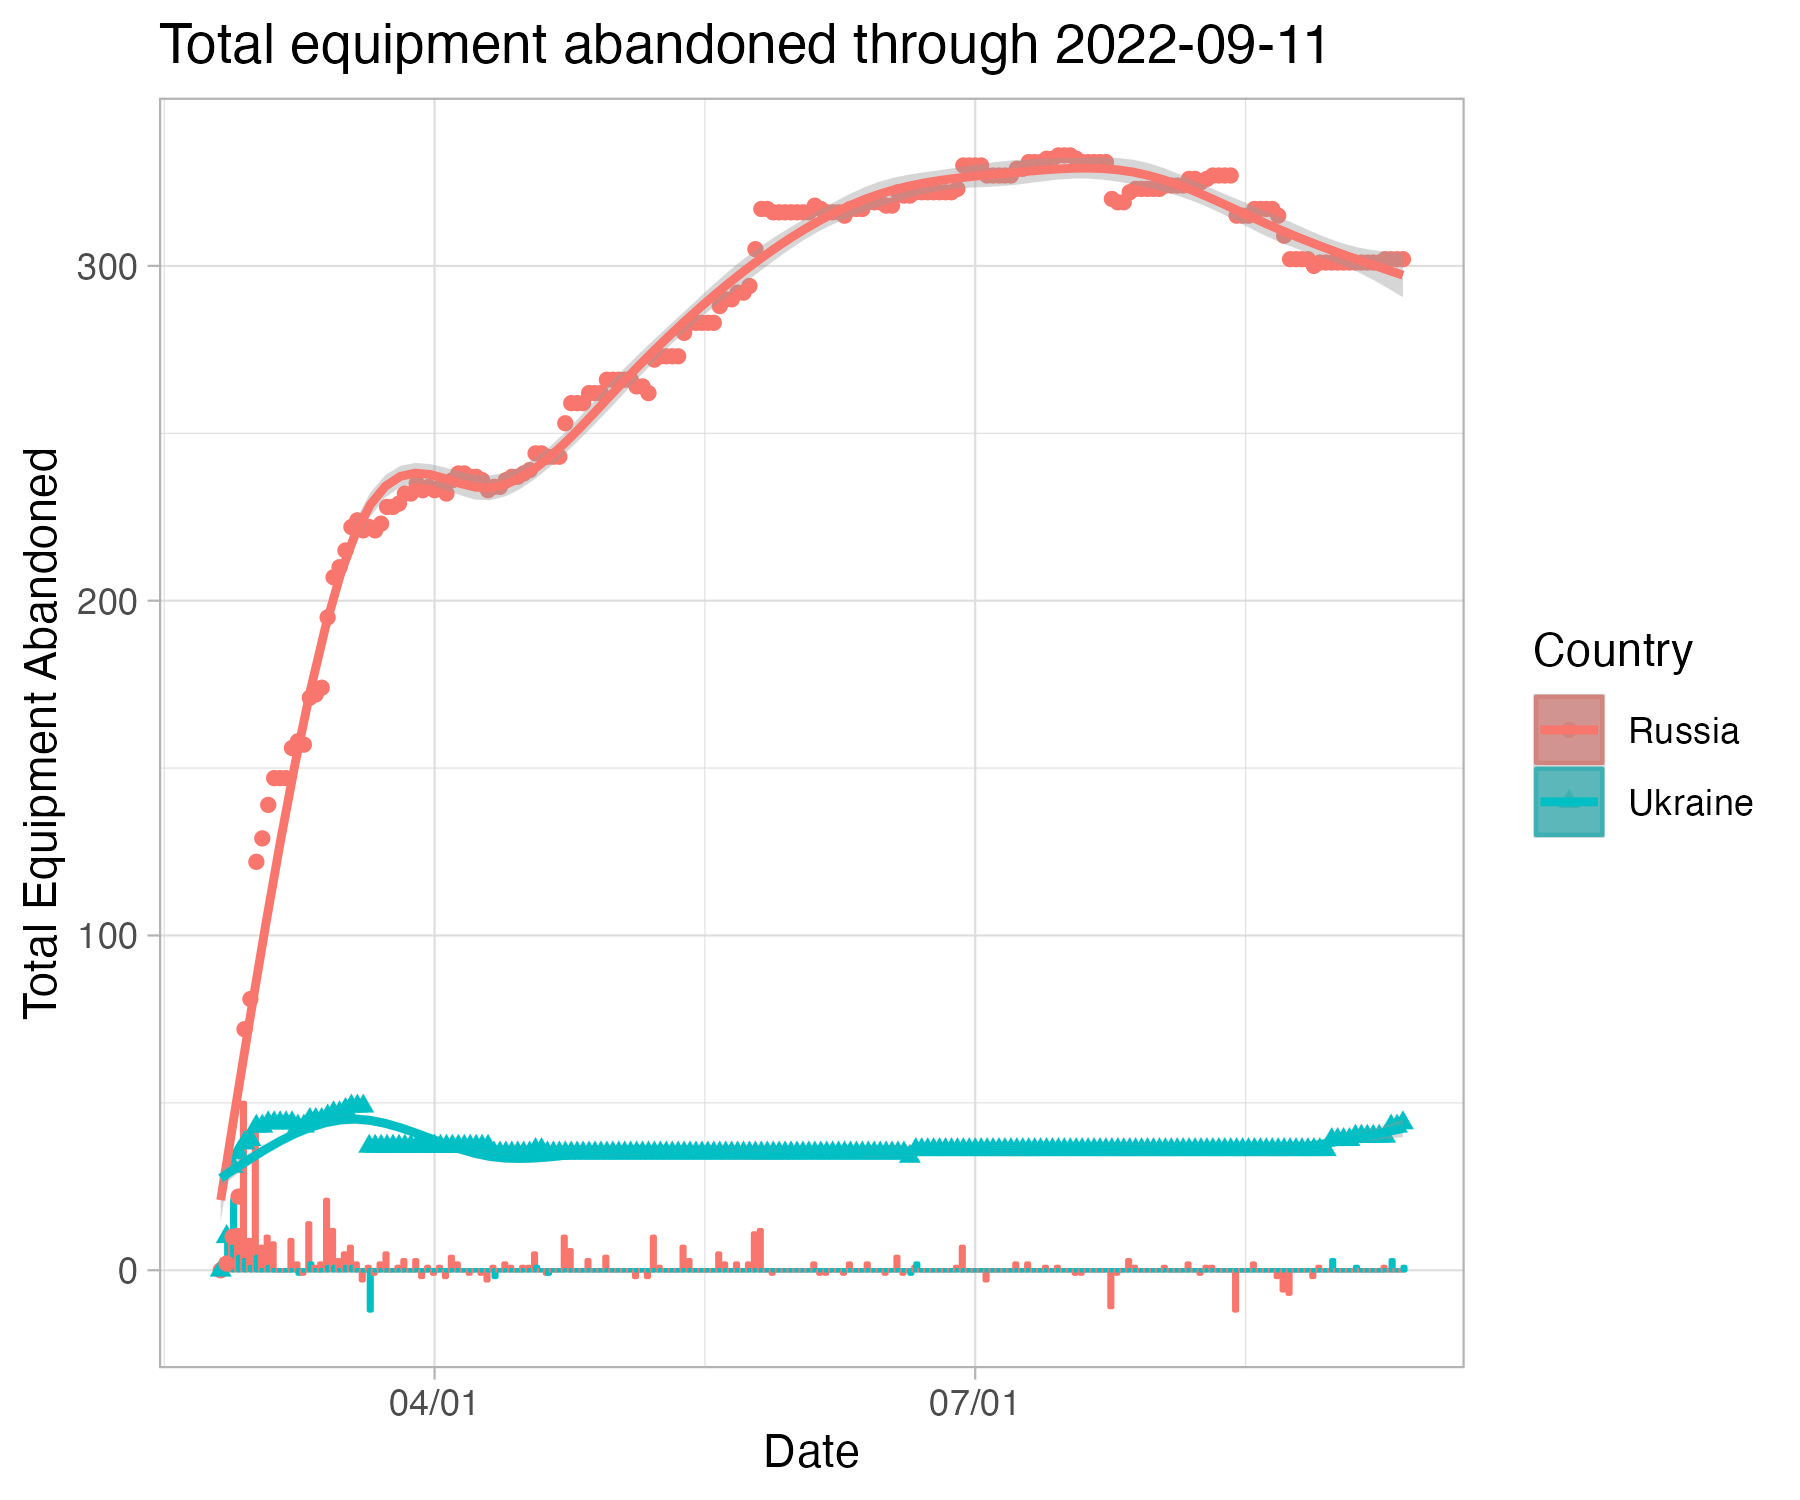 Total equipment abandoned through 2022-09-11
Total Equipment Abandoned
300
200
100
0
04/01
07/01
Date
Country
Russia
Ukraine